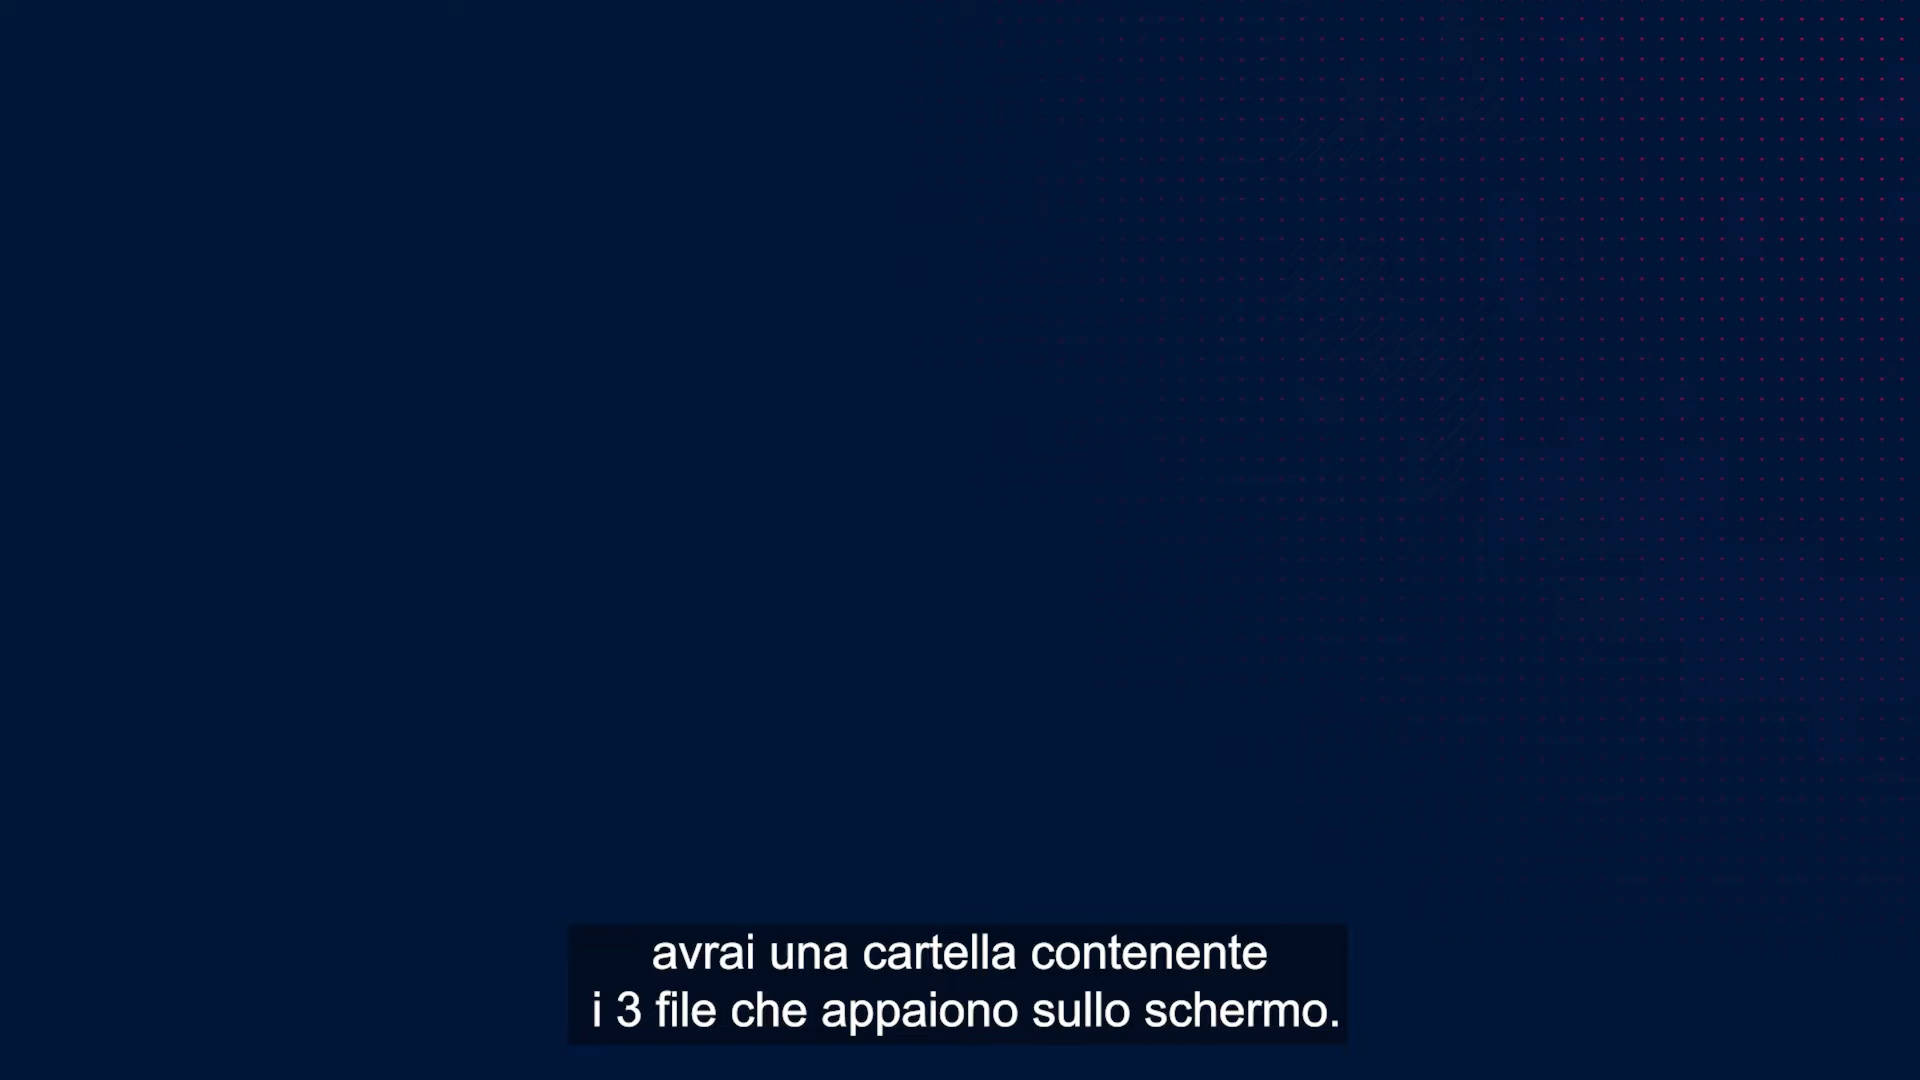 avrai una cartella contenente
i 3 file che appaiono sullo schermo.